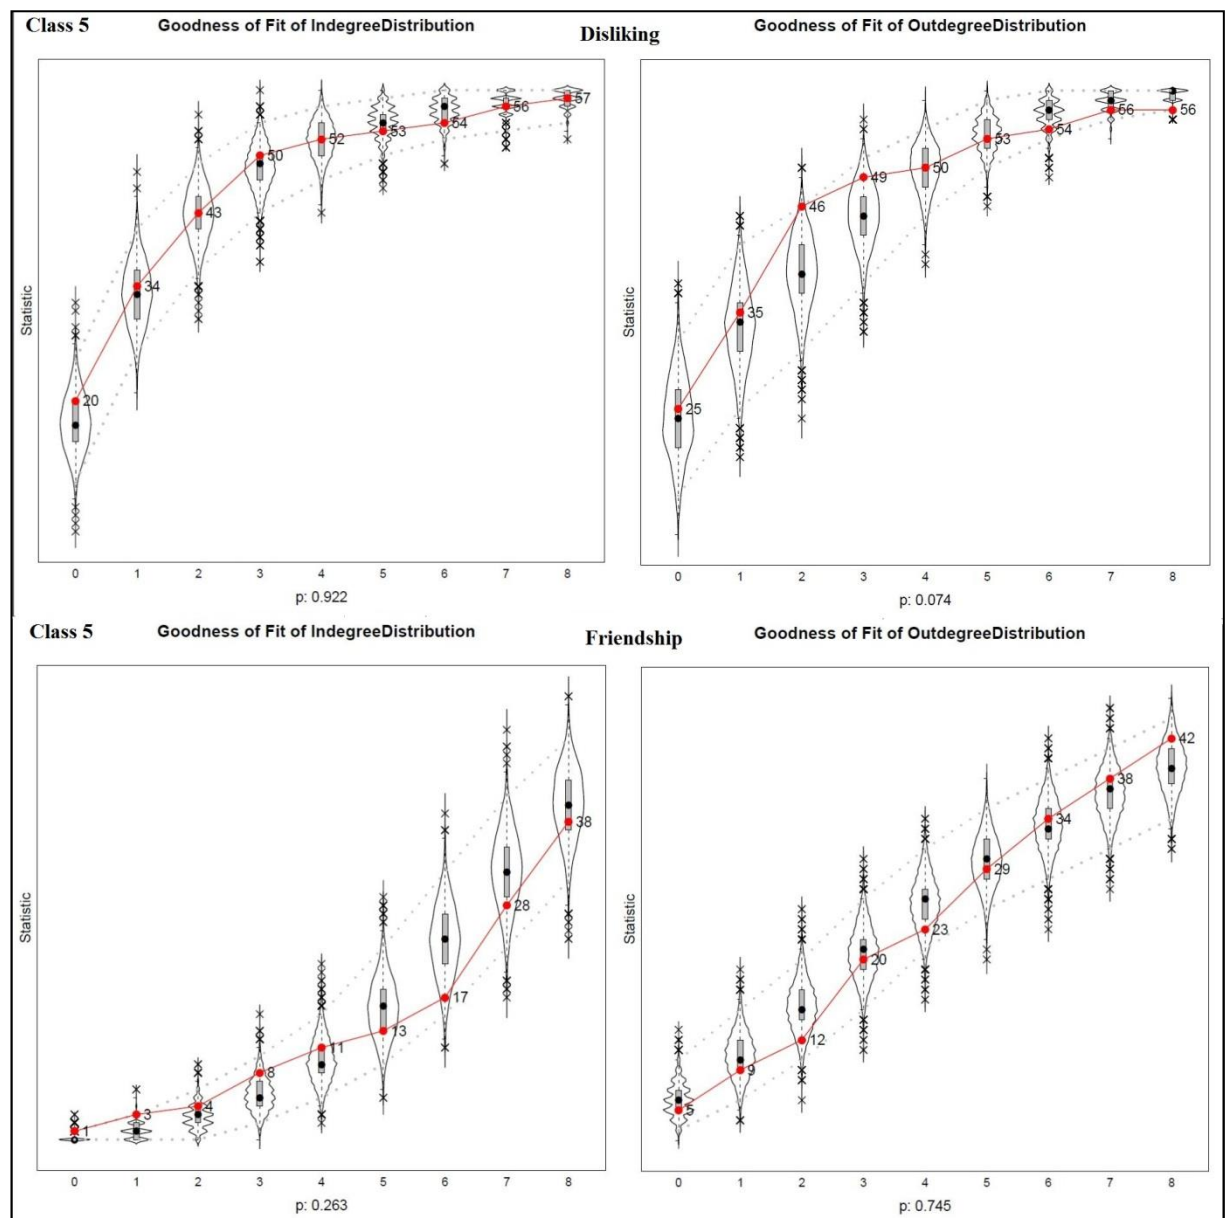 Class 5
Goodness of Fit of IndegreeDistribution
Disliking
Goodness of Fit of OutdegreeDistribution
Statistic
20
34
43
50
52
53
54
56
57
0 1 2 3 4 5 6 7 8
p: 0.922
Statistic
25
35
46
49
50
53
54
56
56
0 1 2 3 4 5 6 7 8
p: 0.074
Class 5
Goodness of Fit of IndegreeDistribution
Friendship
Goodness of Fit of OutdegreeDistribution
Statistic
1
3
4
8
11
13
17
28
38
0 1 2 3 4 5 6 7 8
p: 0.263
Statistic
5
9
12
20
23
29
34
38
42
0 1 2 3 4 5 6 7 8
p: 0.745